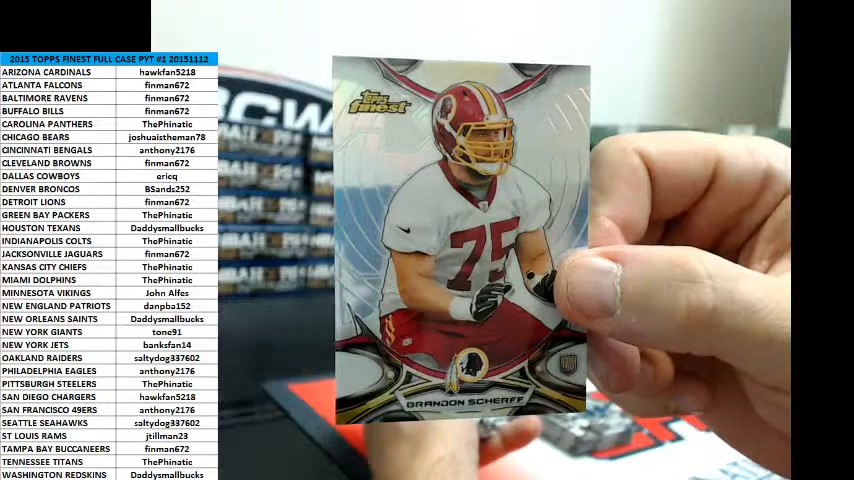 2015 TOPPS FINEST FULL CASE PYT #1 20151112
ARIZONA CARDINALS hawkfan5218
ATLANTA FALCONS finman672
BALTIMORE RAVENS finman672
BUFFALO BILLS finman672
CAROLINA PANTHERS ThePhinatic
CHICAGO BEARS joshuaistheman78
CINCINNATI BENGALS anthony2176
CLEVELAND BROWNS finman672
DALLAS COWBOYS ericq
DENVER BRONCOS BSands252
DETROIT LIONS finman672
GREEN BAY PACKERS ThePhinatic
HOUSTON TEXANS Daddysmallbucks
INDIANAPOLIS COLTS ThePhinatic
JACKSONVILLE JAGUARS finman672
KANSAS CITY CHIEFS ThePhinatic
MIAMI DOLPHINS ThePhinatic
MINNESOTA VIKINGS John Alfes
NEW ENGLAND PATRIOTS danpba152
NEW ORLEANS SAINTS Daddysmallbucks
NEW YORK GIANTS tone91
NEW YORK JETS banksfan14
OAKLAND RAIDERS saltydog337602
PHILADELPHIA EAGLES anthony2176
PITTSBURGH STEELERS ThePhinatic
SAN DIEGO CHARGERS hawkfan5218
SAN FRANCISCO 49ERS anthony2176
SEATTLE SEAHAWKS saltydog337602
ST LOUIS RAMS jtillman23
TAMPA BAY BUCCANEERS finman672
TENNESSEE TITANS ThePhinatic
WASHINGTON REDSKINS Daddysmallbucks
Topps
finest
75
BRANDON SCHERFF